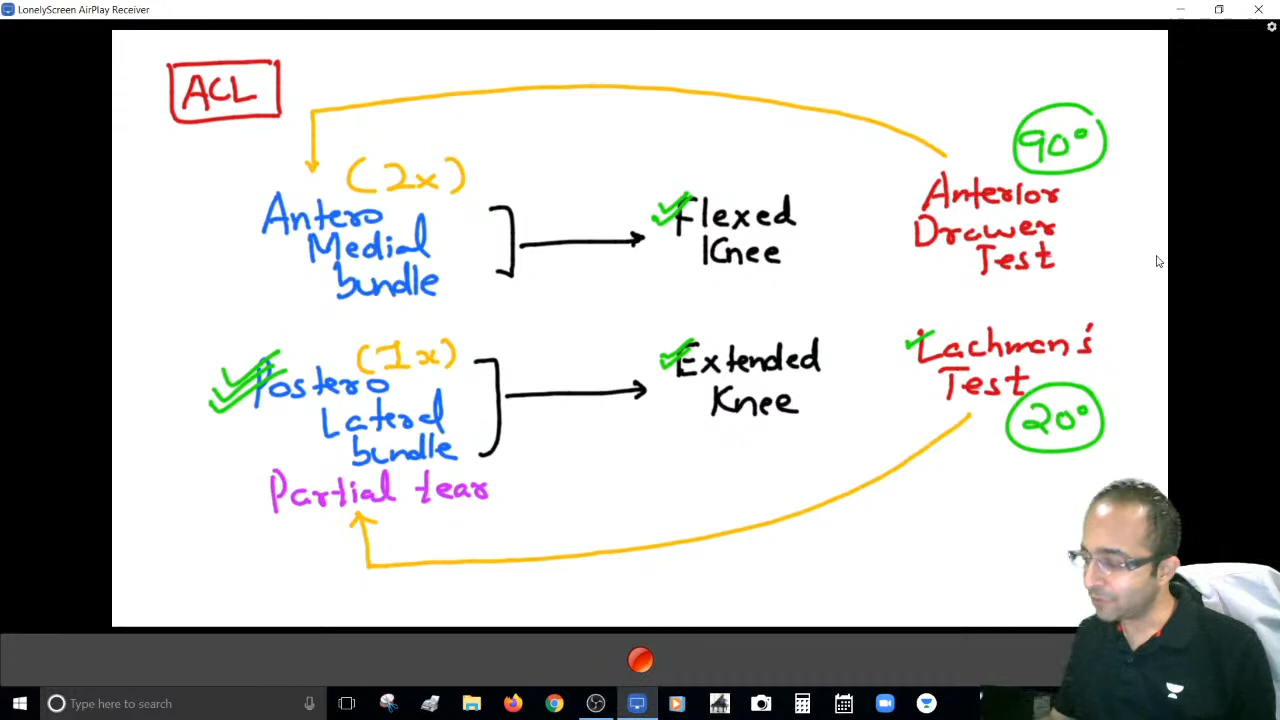 LonelyScreen AirPlay Receiver
ACL
(2x)
Antero
Medial
bundle
Flexed
Knee
90°
Anterior
Drawer
Test
(1x)
Postero
Lateral
bundle
Partial tear
Extended
Knee
Lachman's
Test
20°
Type here to search